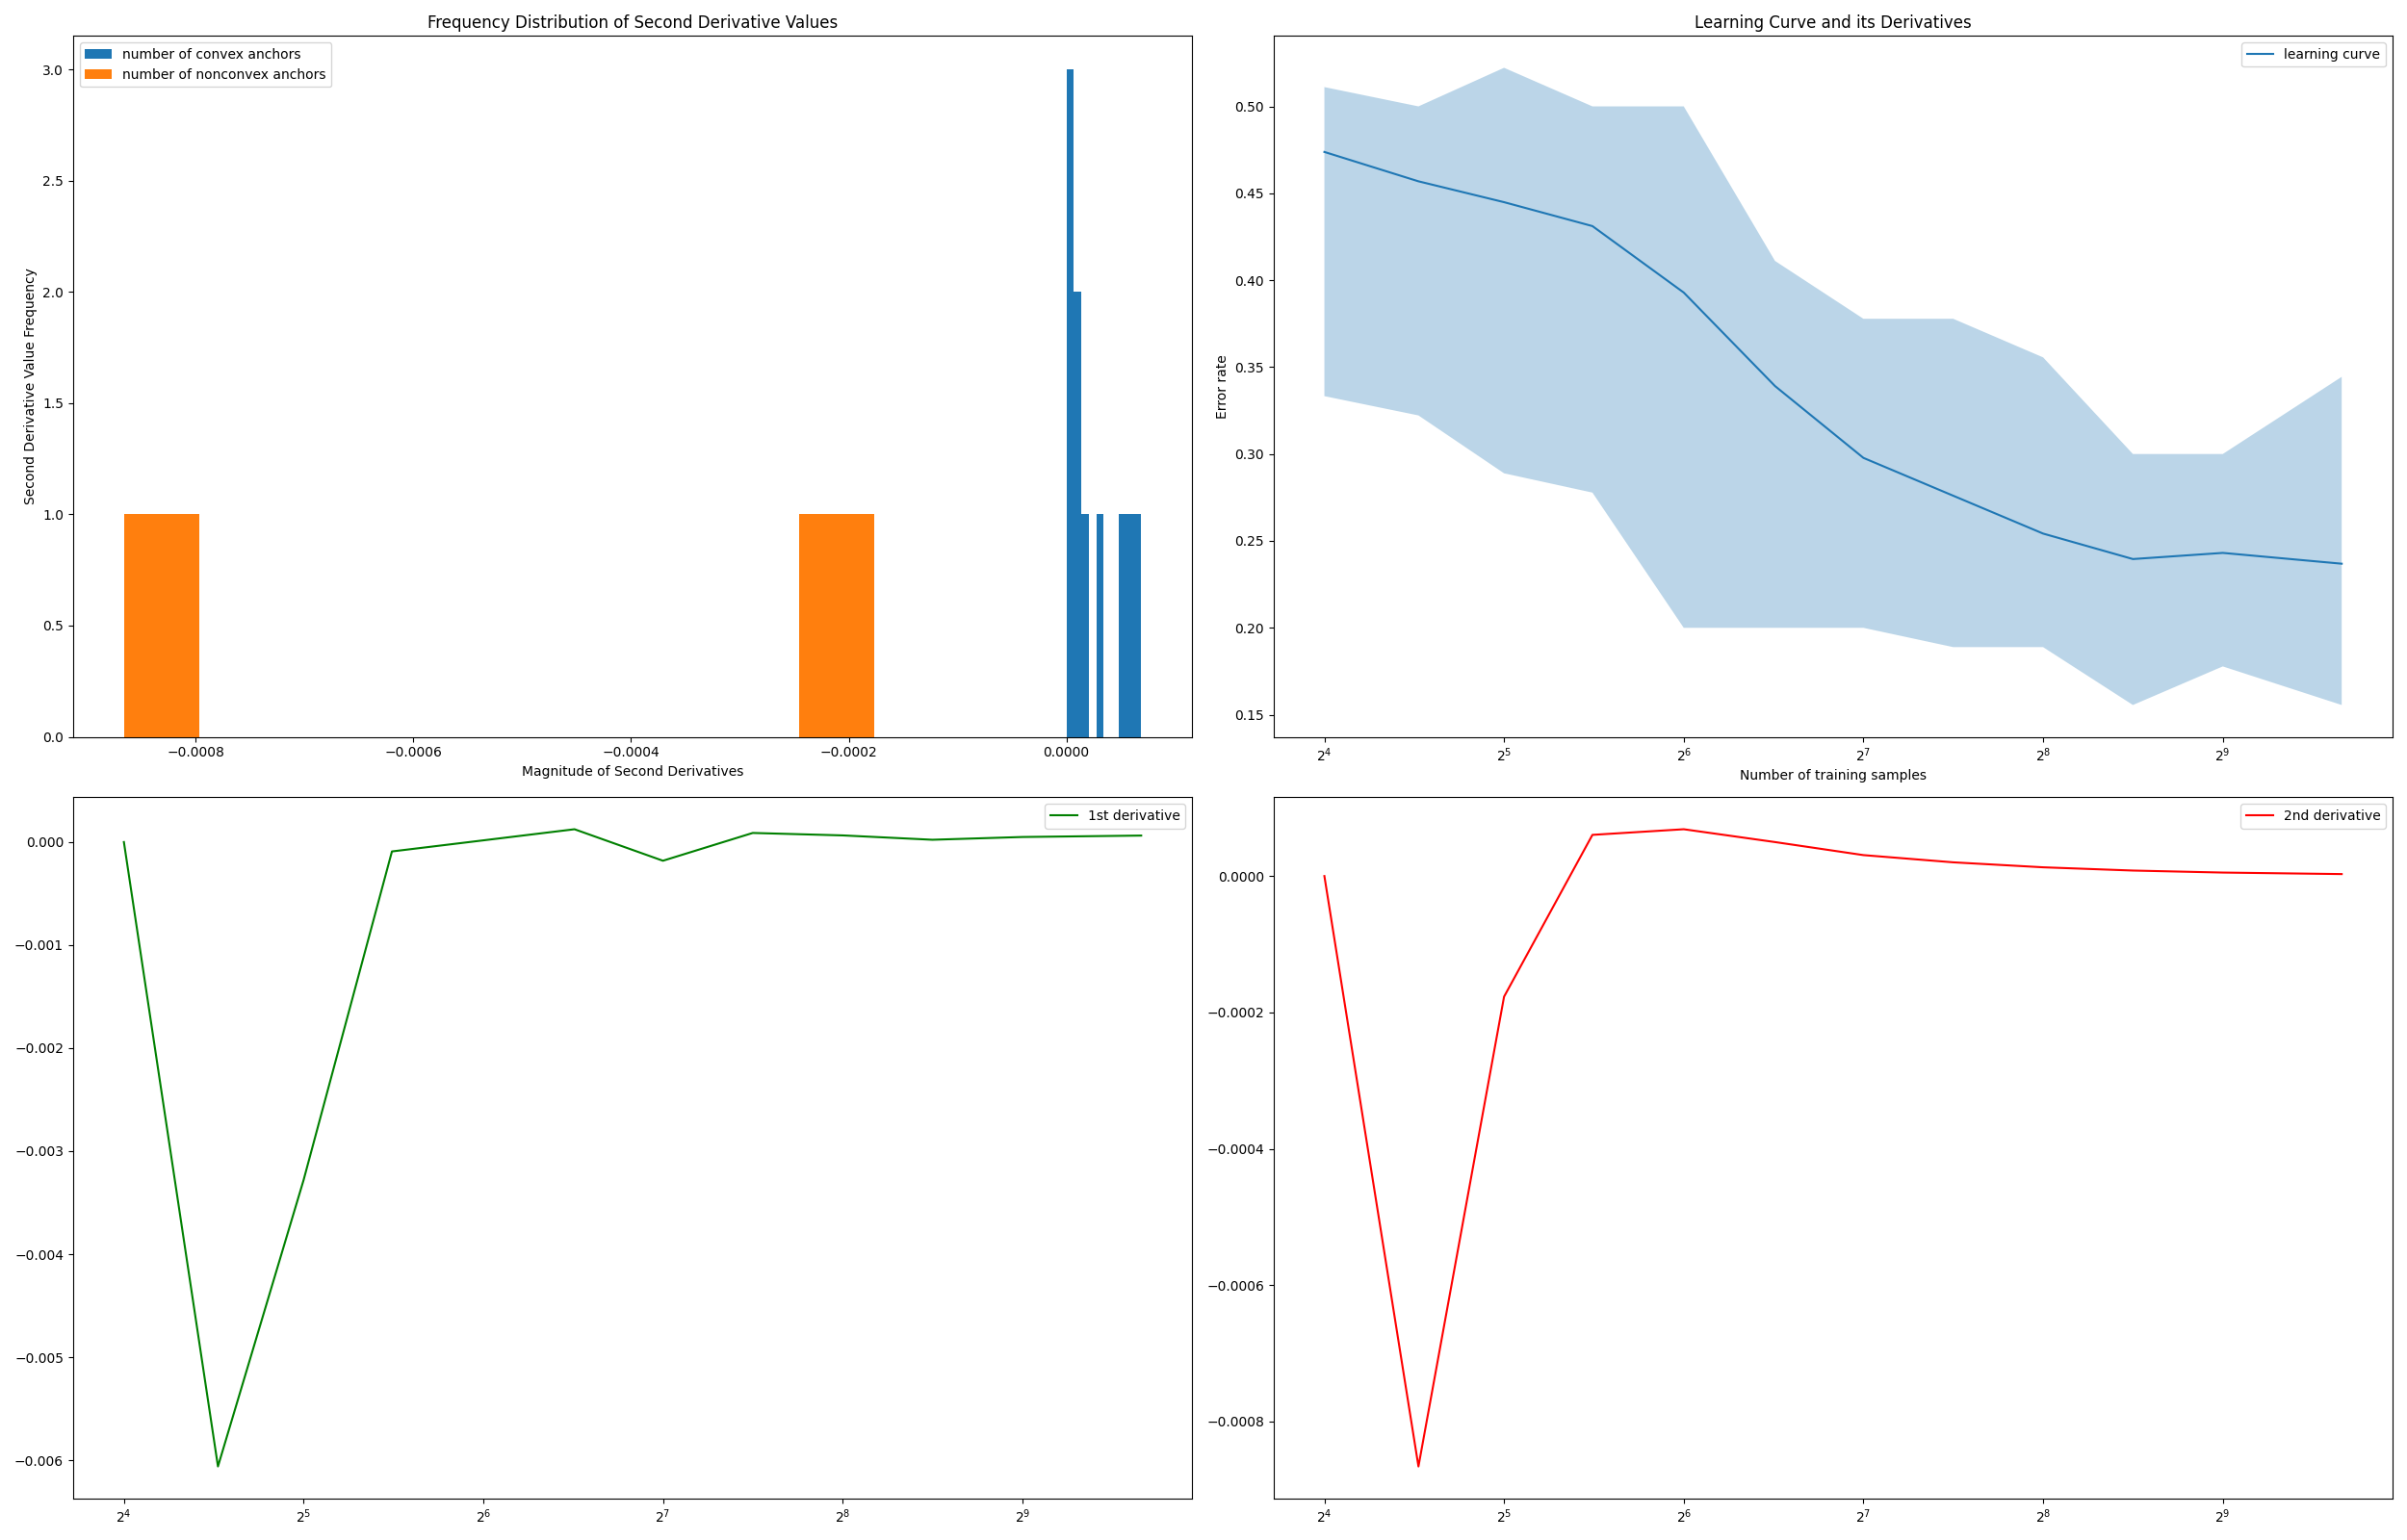 Frequency Distribution of Second Derivative Values
number of convex anchors
number of nonconvex anchors
Second Derivative Value Frequency
3.0
2.5
2.0
1.5
1.0
0.5
0.0
−0.0008 −0.0006 −0.0004 −0.0002 0.0000
Magnitude of Second Derivatives
Learning Curve and its Derivatives
learning curve
Error rate
0.50
0.45
0.40
0.35
0.30
0.25
0.20
0.15
2⁴ 2⁵ 2⁶ 2⁷ 2⁸ 2⁹
Number of training samples
1st derivative
0.000
−0.001
−0.002
−0.003
−0.004
−0.005
−0.006
2⁴ 2⁵ 2⁶ 2⁷ 2⁸ 2⁹
2nd derivative
0.0000
−0.0002
−0.0004
−0.0006
−0.0008
2⁴ 2⁵ 2⁶ 2⁷ 2⁸ 2⁹